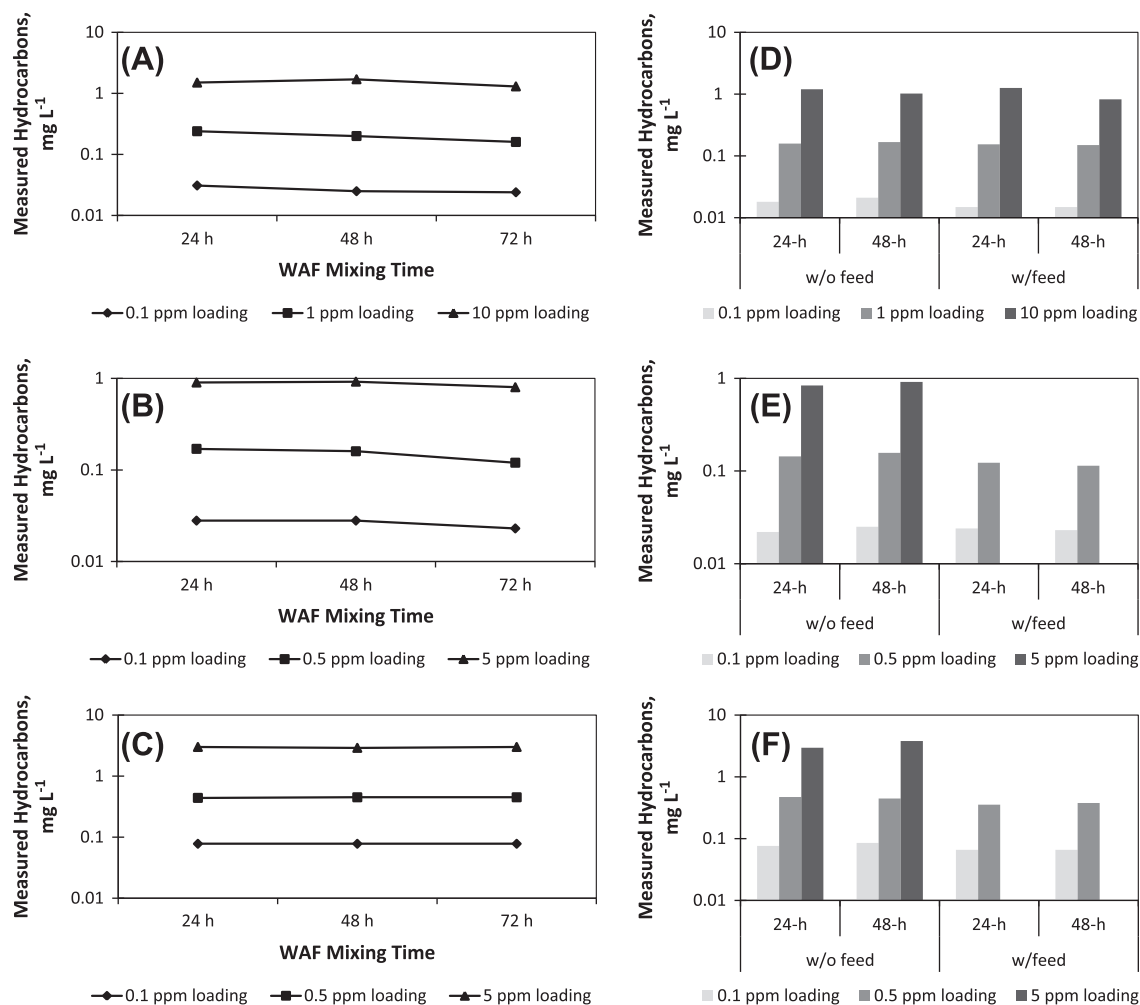 Measured Hydrocarbons,
mg L-1
10
1
0.1
0.01
(A)
24 h 48 h 72 h
WAF Mixing Time
0.1 ppm loading 1 ppm loading 10 ppm loading
Measured Hydrocarbons,
mg L-1
10
1
0.1
0.01
(D)
24-h 48-h 24-h 48-h
w/o feed w/feed
0.1 ppm loading 1 ppm loading 10 ppm loading
Measured Hydrocarbons,
mg L-1
1
0.1
0.01
(B)
24 h 48 h 72 h
WAF Mixing Time
0.1 ppm loading 0.5 ppm loading 5 ppm loading
Measured Hydrocarbons,
mg L-1
1
0.1
0.01
(E)
24-h 48-h 24-h 48-h
w/o feed w/feed
0.1 ppm loading 0.5 ppm loading 5 ppm loading
Measured Hydrocarbons,
mg L-1
10
1
0.1
0.01
(C)
24 h 48 h 72 h
WAF Mixing Time
0.1 ppm loading 0.5 ppm loading 5 ppm loading
Measured Hydrocarbons,
mg L-1
10
1
0.1
0.01
(F)
24-h 48-h 24-h 48-h
w/o feed w/feed
0.1 ppm loading 0.5 ppm loading 5 ppm loading